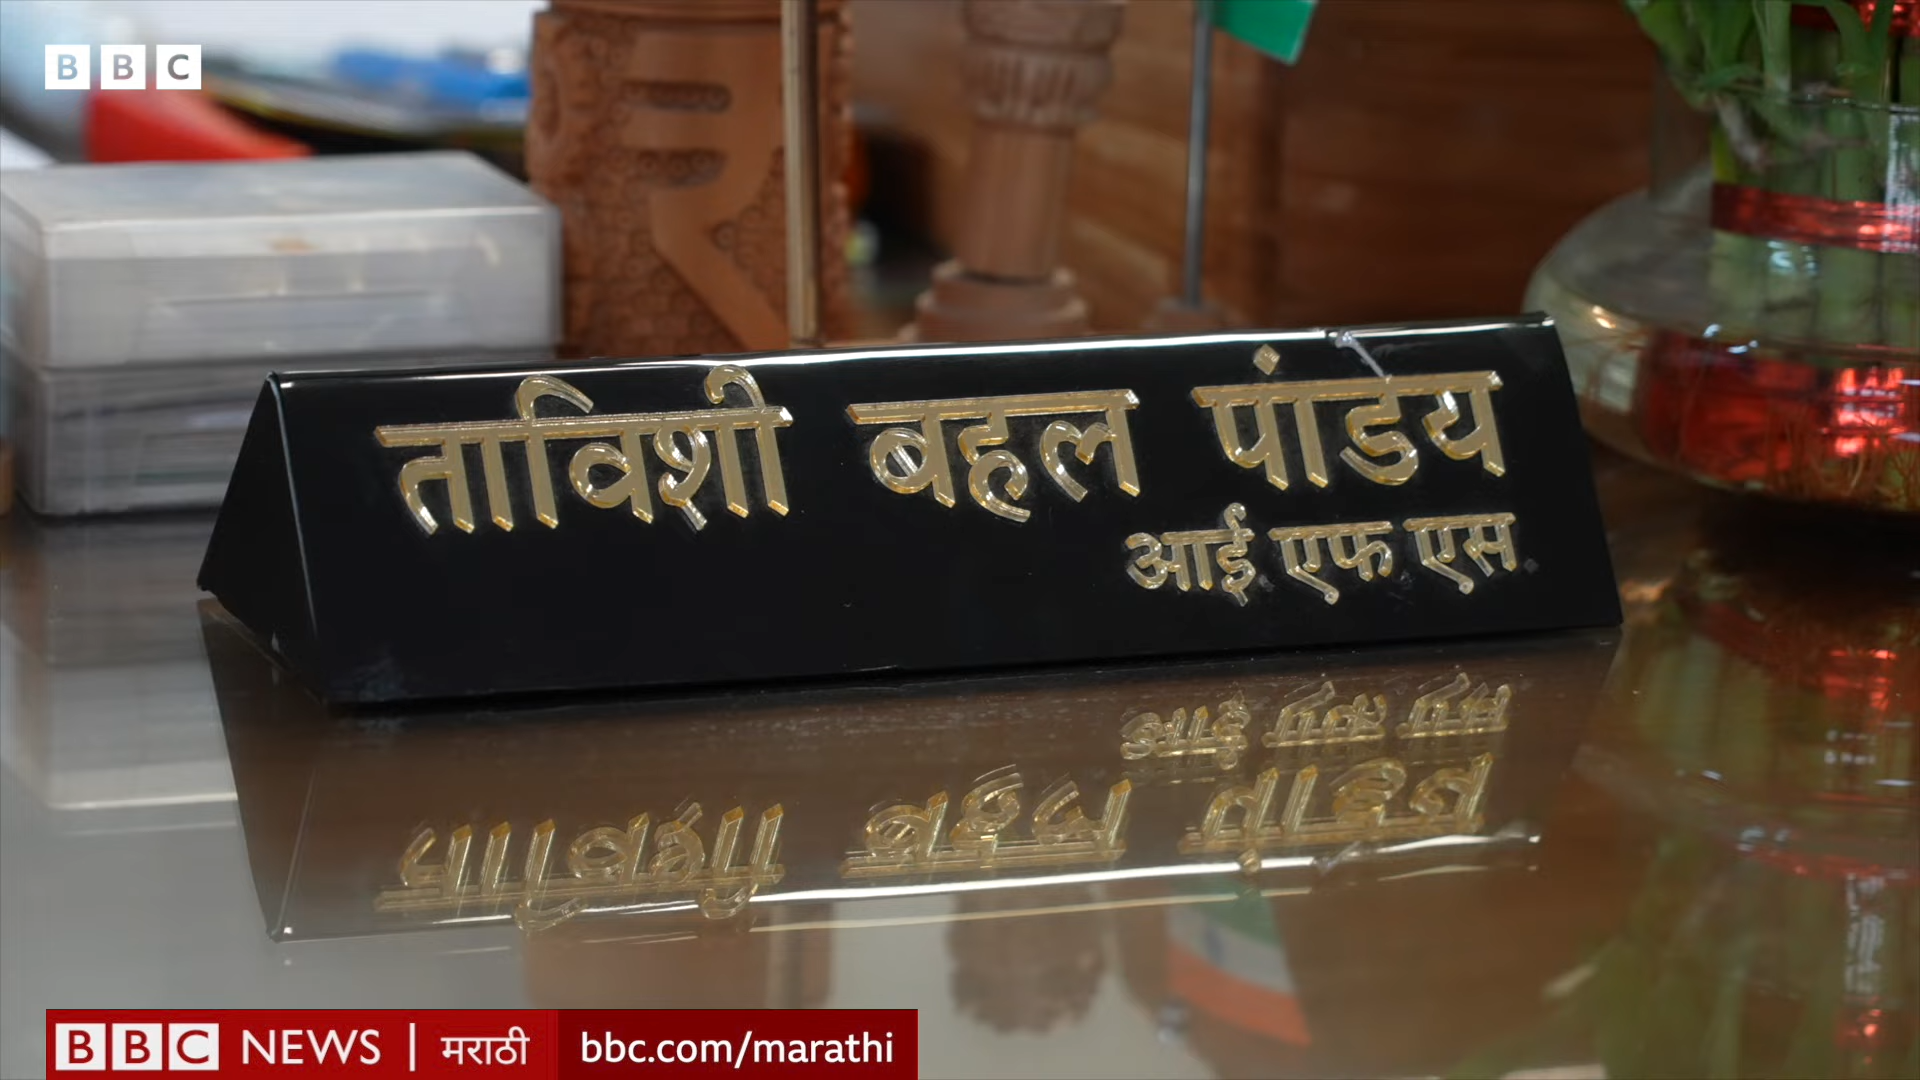 BBC
ताविशी बहल पांडय
आई एफ एस
BBC NEWS | मराठी
bbc.com/marathi